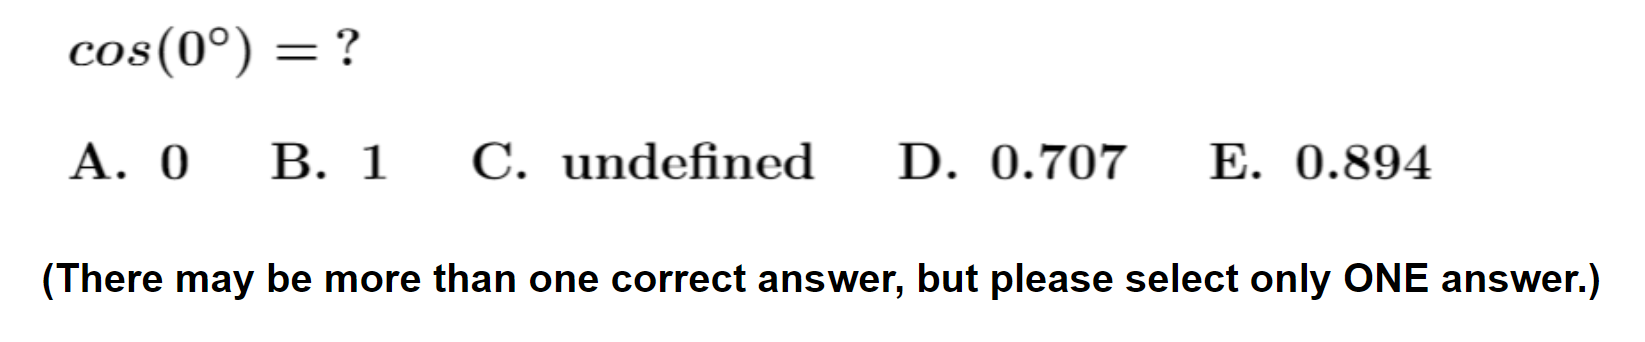 cos(0°) = ?
A. 0 B. 1 C. undefined D. 0.707 E. 0.894
(There may be more than one correct answer, but please select only ONE answer.)